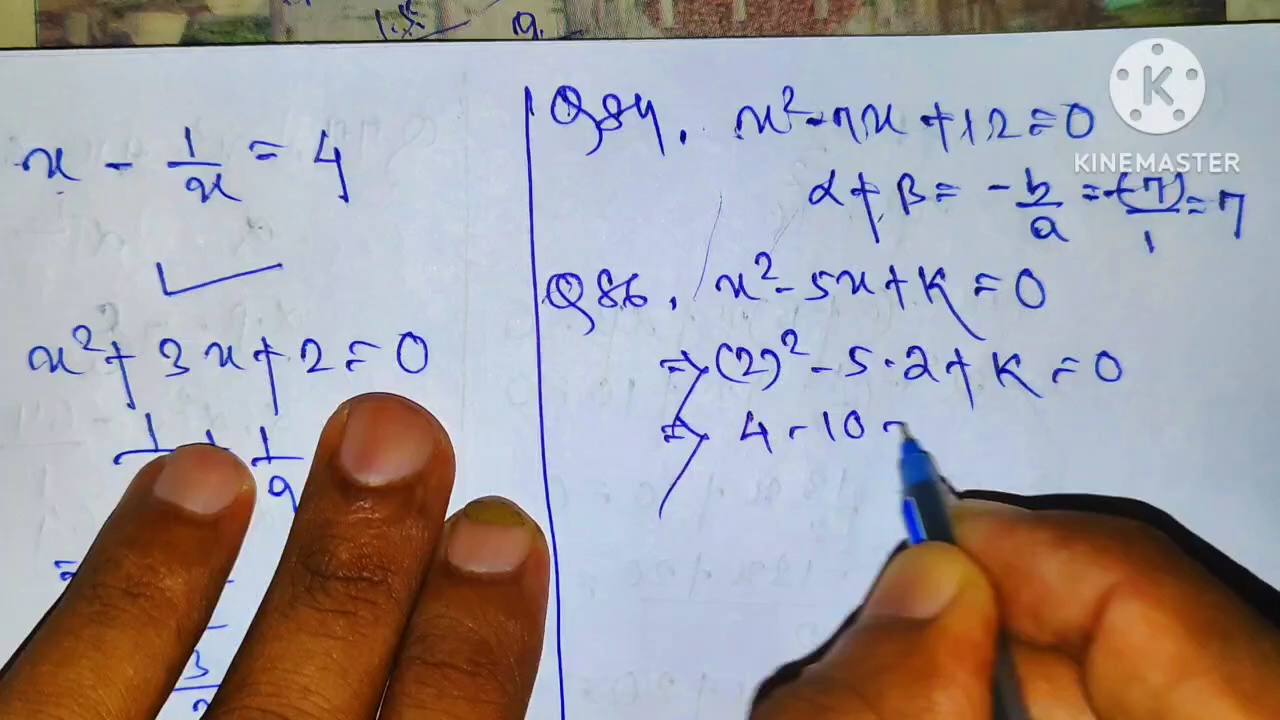 x - 1/x = 4
x² + 3x + 2 = 0
Q84. x² - 7x + 12 = 0
α + β = -b/a = -(-7)/1 = 7
Q86. x² - 5x + K = 0
⇒ (2)² - 5·2 + K = 0
⇒ 4 - 10
K
KINEMASTER